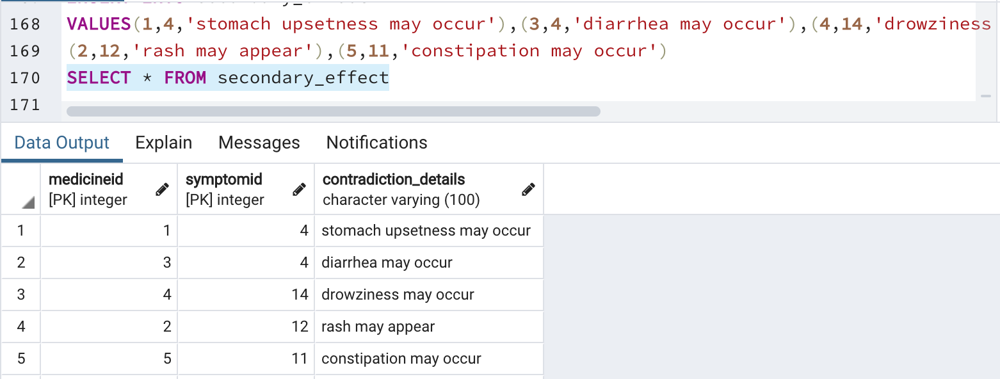 168 VALUES(1,4,'stomach upsetness may occur'),(3,4,'diarrhea may occur'),(4,14,'drowziness
169 (2,12,'rash may appear'),(5,11,'constipation may occur')
170 SELECT * FROM secondary_effect
171
Data Output Explain Messages Notifications
medicineid symptomid contradiction_details
[PK] integer [PK] integer character varying (100)
1 1 4 stomach upsetness may occur
2 3 4 diarrhea may occur
3 4 14 drowziness may occur
4 2 12 rash may appear
5 5 11 constipation may occur